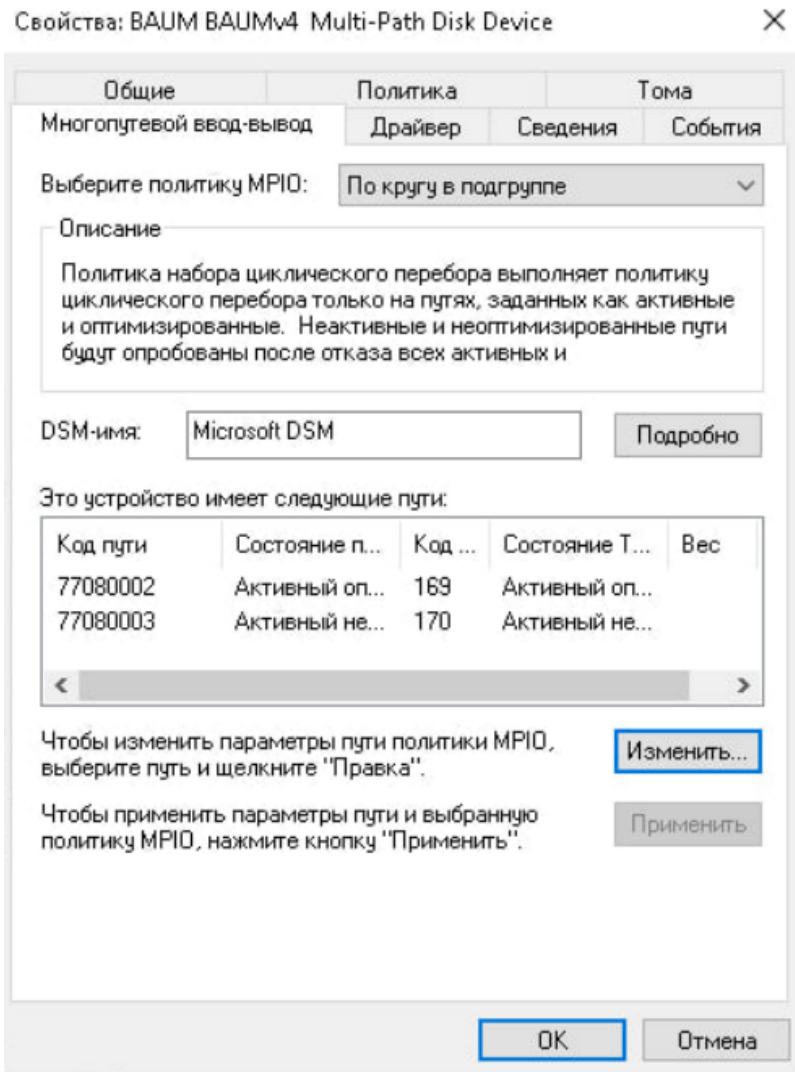 Свойства: BAUM BAUMv4 Multi-Path Disk Device
Общие Политика Тома
Многопутевой ввод-вывод Драйвер Сведения События
Выберите политику MPIO: По кругу в подгруппе
Описание
Политика набора циклического перебора выполняет политику
циклического перебора только на путях, заданных как активные
и оптимизированные. Неактивные и неоптимизированные пути
будут опробованы после отказа всех активных и
DSM-имя: Microsoft DSM Подробно
Это устройство имеет следующие пути:
Код пути Состояние п... Код ... Состояние Т... Вес
77080002 Активный оп... 169 Активный оп...
77080003 Активный не... 170 Активный не...
Чтобы изменить параметры пути политики MPIO,
выберите путь и щелкните "Правка".
Изменить...
Чтобы применить параметры пути и выбранную
политику MPIO, нажмите кнопку "Применить".
Применить
OK Отмена